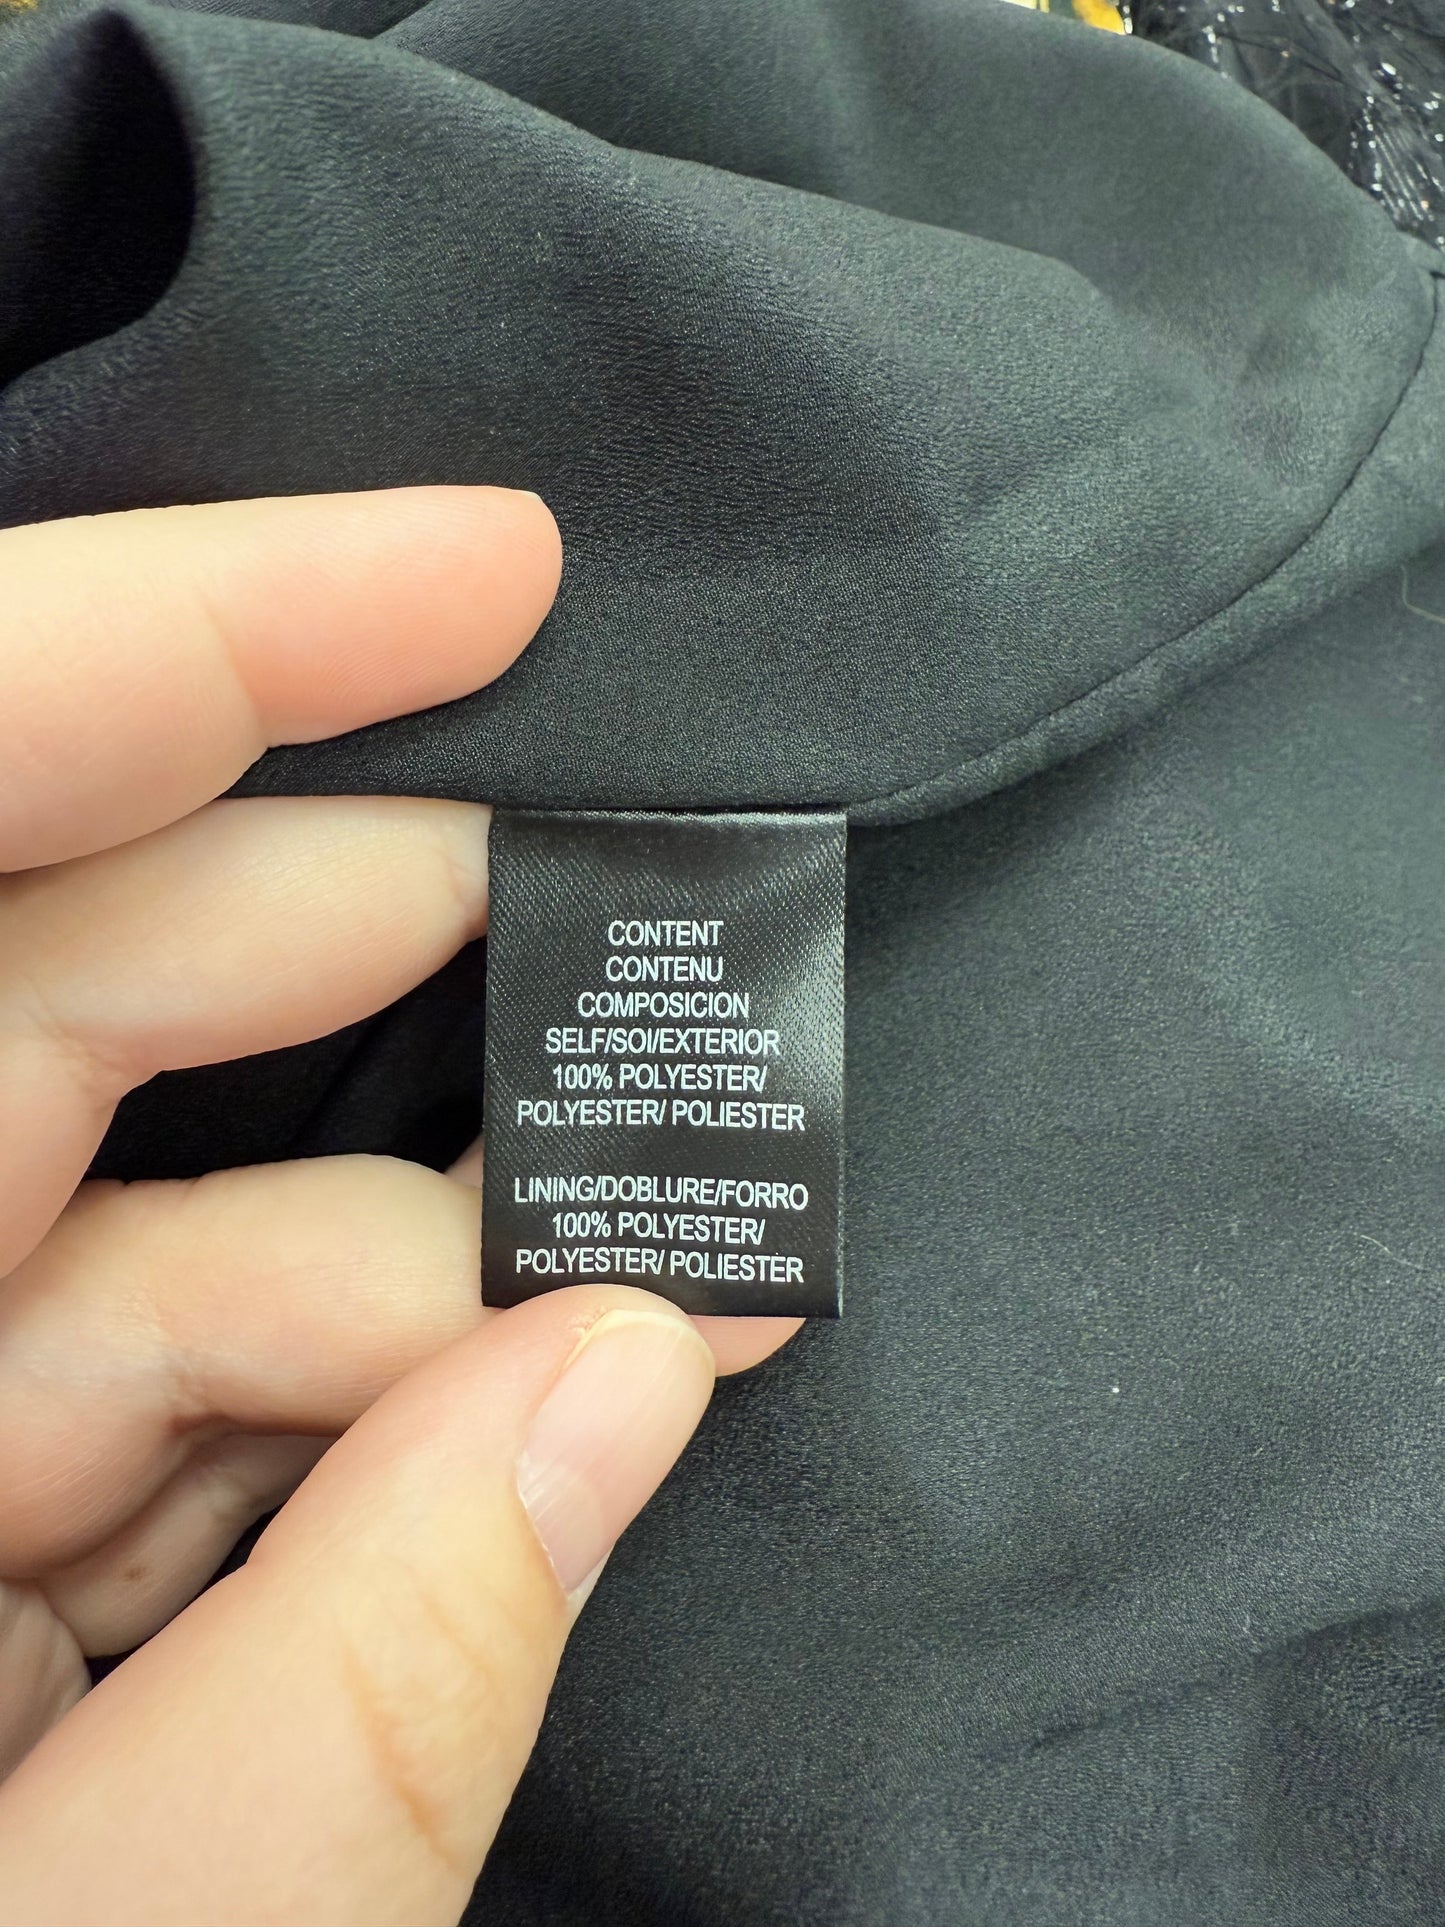 CONTENT
CONTENU
COMPOSICION
SELF/SOI/EXTERIOR
100% POLYESTER/
POLYESTER/ POLIESTER
LINING/DOBLURE/FORRO
100% POLYESTER/
POLYESTER/ POLIESTER